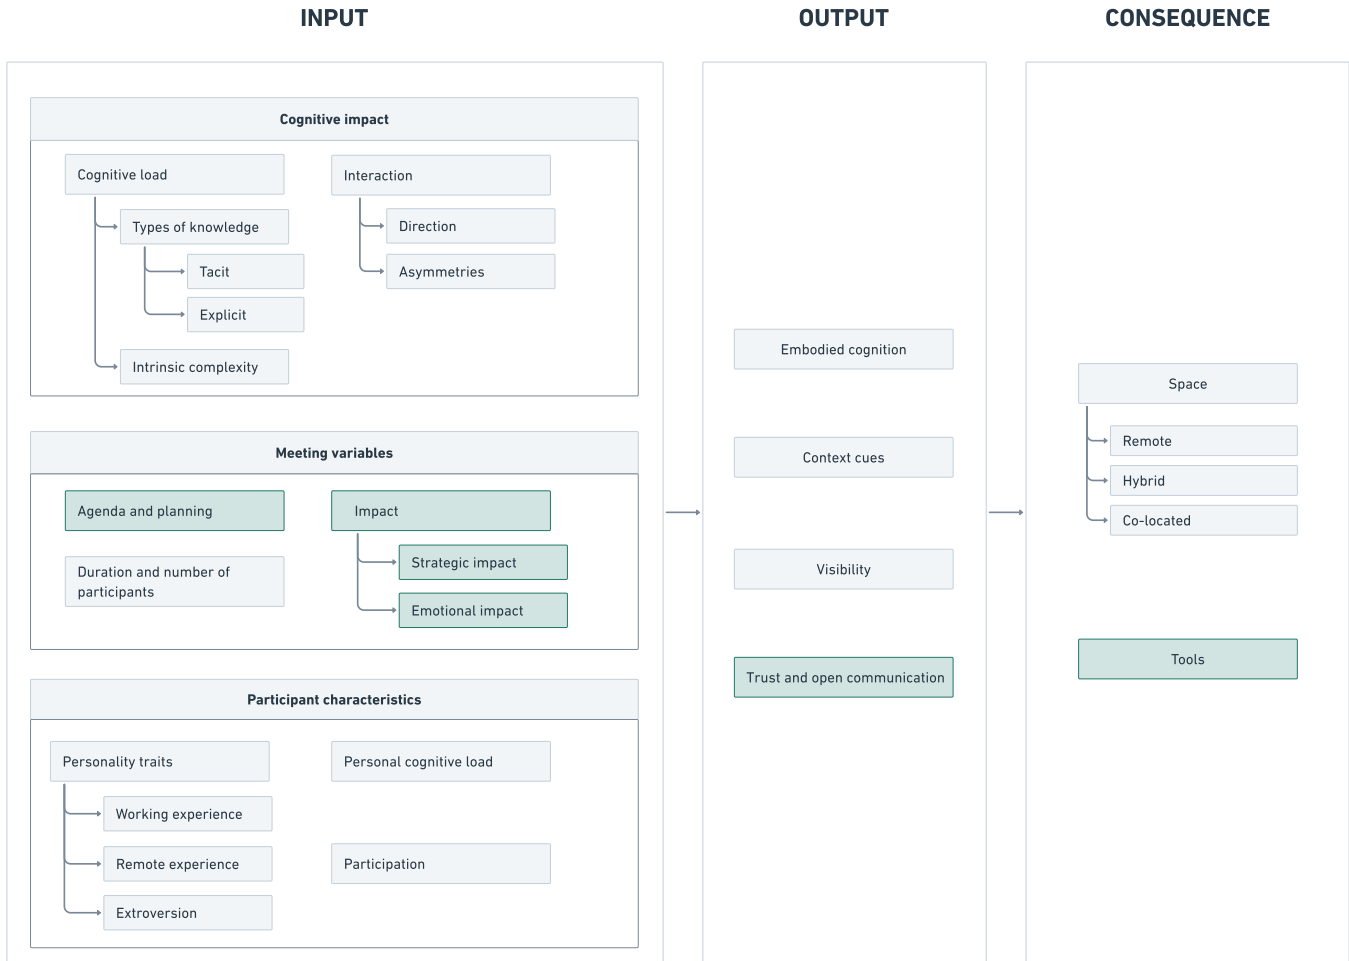 INPUT
OUTPUT
CONSEQUENCE
Cognitive impact
Cognitive load
Types of knowledge
Tacit
Explicit
Intrinsic complexity
Interaction
Direction
Asymmetries
Meeting variables
Agenda and planning
Duration and number of
participants
Impact
Strategic impact
Emotional impact
Participant characteristics
Personality traits
Working experience
Remote experience
Extroversion
Personal cognitive load
Participation
Embodied cognition
Context cues
Visibility
Trust and open communication
Space
Remote
Hybrid
Co-located
Tools